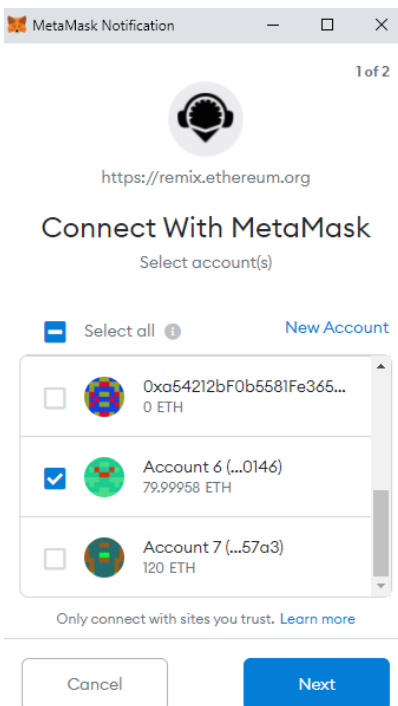 MetaMask Notification
1 of 2
https://remix.ethereum.org
Connect With MetaMask
Select account(s)
Select all
New Account
0xa54212bF0b5581Fe365...
0 ETH
Account 6 (...0146)
79.99958 ETH
Account 7 (...57a3)
120 ETH
Only connect with sites you trust. Learn more
Cancel
Next